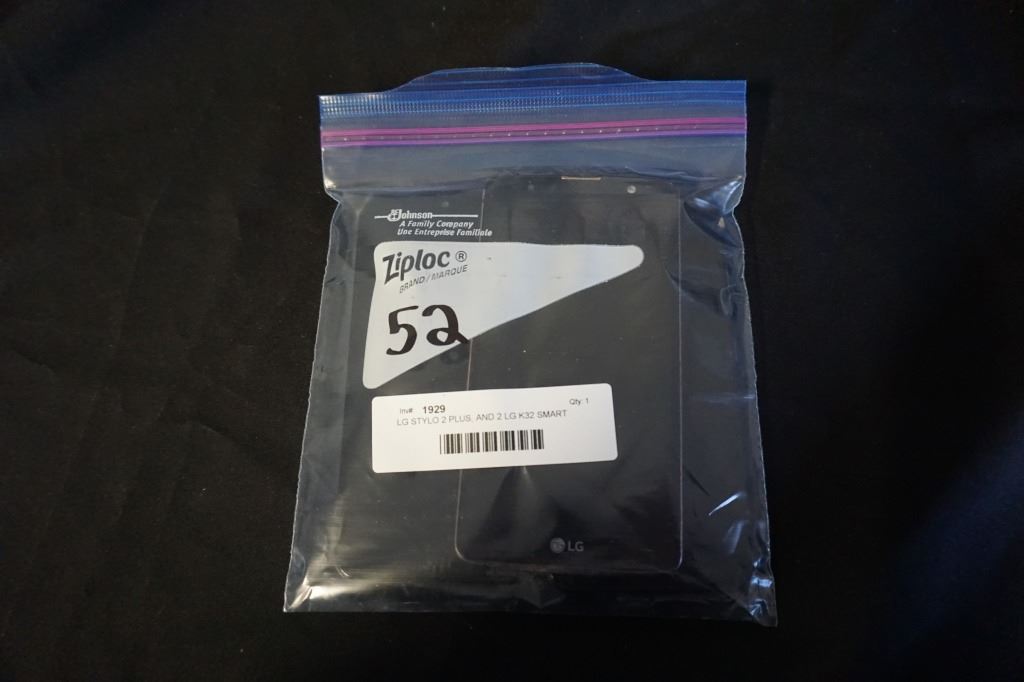 SC Johnson
A Family Company
Une Entreprise Familiale
Ziploc®
BRAND/MARQUE
52
Inv#: 1929 Qty: 1
LG STYLO 2 PLUS, AND 2 LG K32 SMART
LG